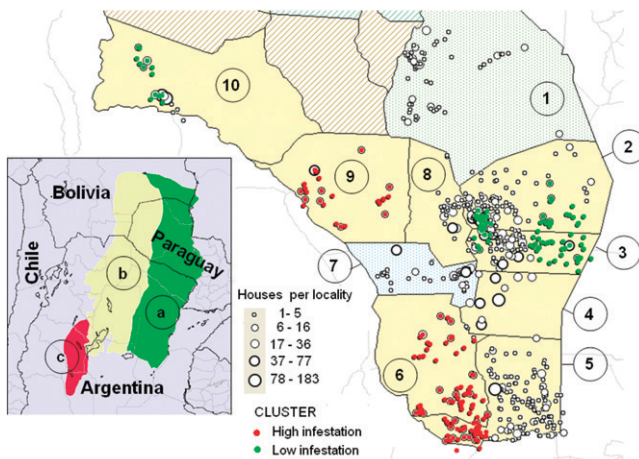 10
1
2
9
8
3
7
4
5
6
Bolivia
Paraguay
Chile
b
a
c
Argentina
Houses per locality
1 - 5
6 - 16
17 - 36
37 - 77
78 - 183
CLUSTER
High infestation
Low infestation